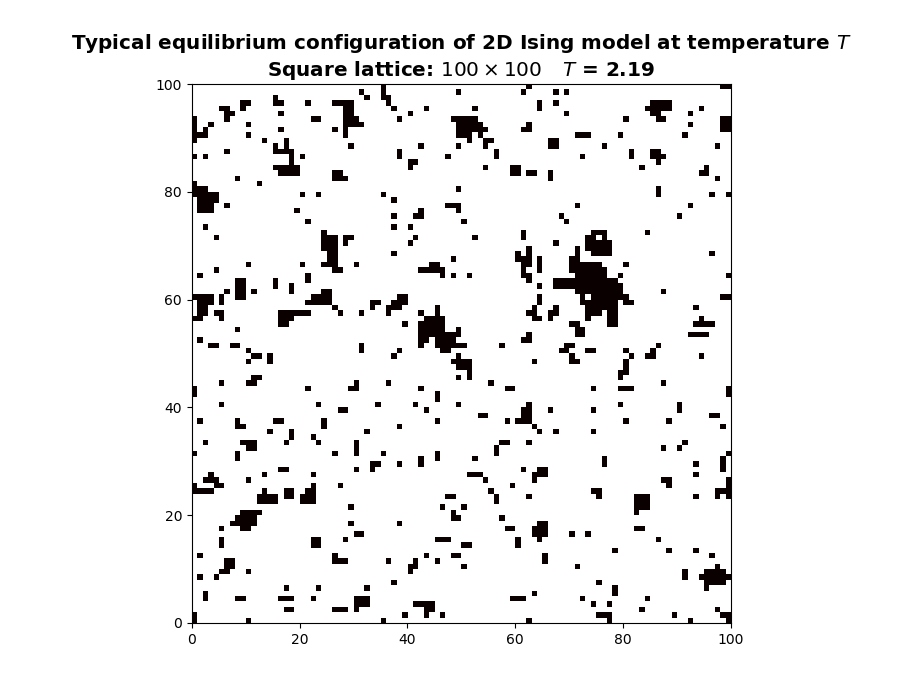 Typical equilibrium configuration of 2D Ising model at temperature T
Square lattice: 100 × 100 T = 2.19
100
80
60
40
20
0
0 20 40 60 80 100